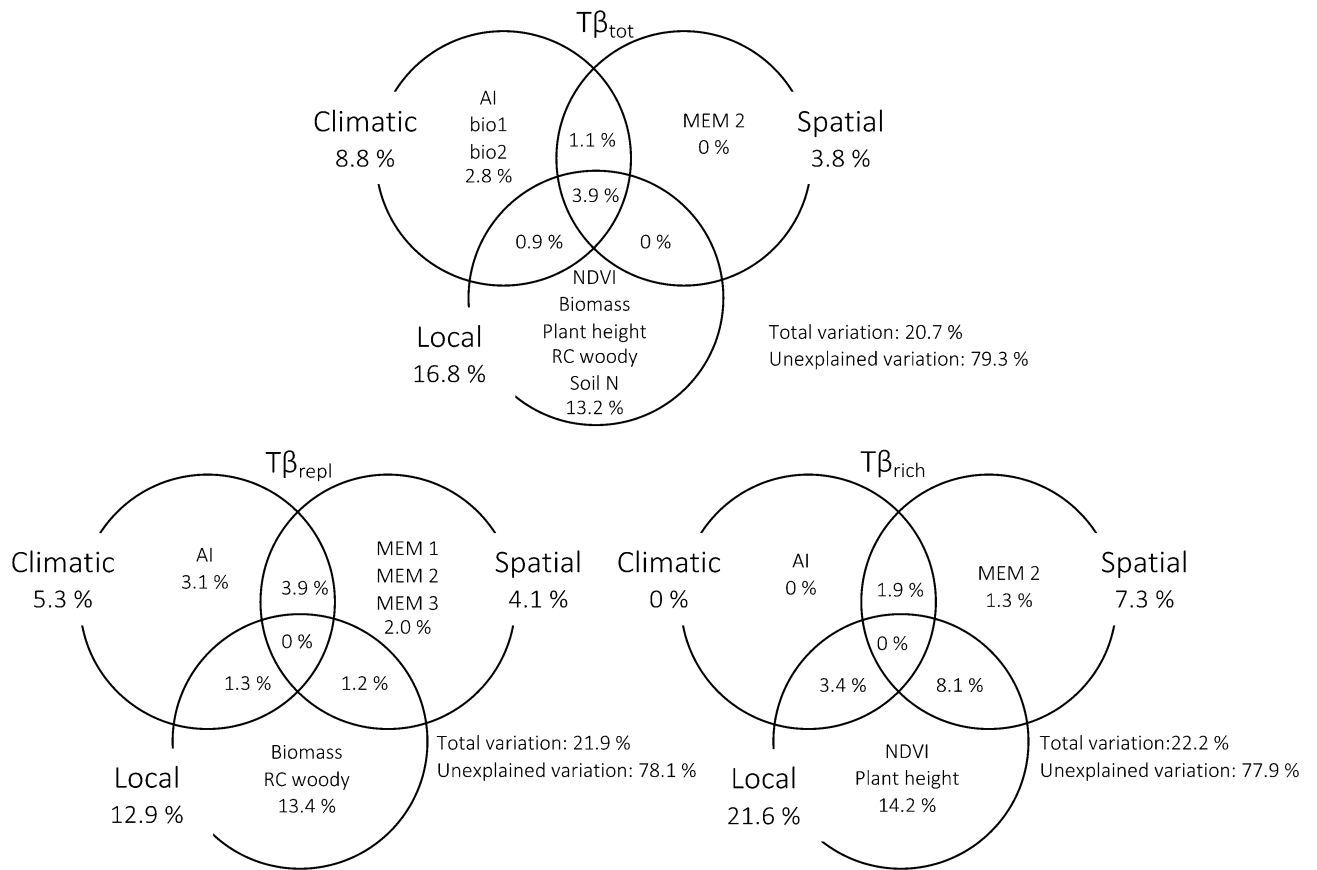 Tβtot
Climatic
8.8 %
AI
bio1
bio2
2.8 %
1.1 %
MEM 2
0 %
Spatial
3.8 %
3.9 %
0.9 %
0 %
NDVI
Biomass
Plant height
RC woody
Soil N
13.2 %
Local
16.8 %
Total variation: 20.7 %
Unexplained variation: 79.3 %
Tβrepl
Climatic
5.3 %
AI
3.1 %
3.9 %
MEM 1
MEM 2
MEM 3
2.0 %
Spatial
4.1 %
0 %
1.3 %
1.2 %
Biomass
RC woody
13.4 %
Local
12.9 %
Total variation: 21.9 %
Unexplained variation: 78.1 %
Tβrich
Climatic
0 %
AI
0 %
1.9 %
MEM 2
1.3 %
Spatial
7.3 %
0 %
3.4 %
8.1 %
NDVI
Plant height
14.2 %
Local
21.6 %
Total variation:22.2 %
Unexplained variation: 77.9 %